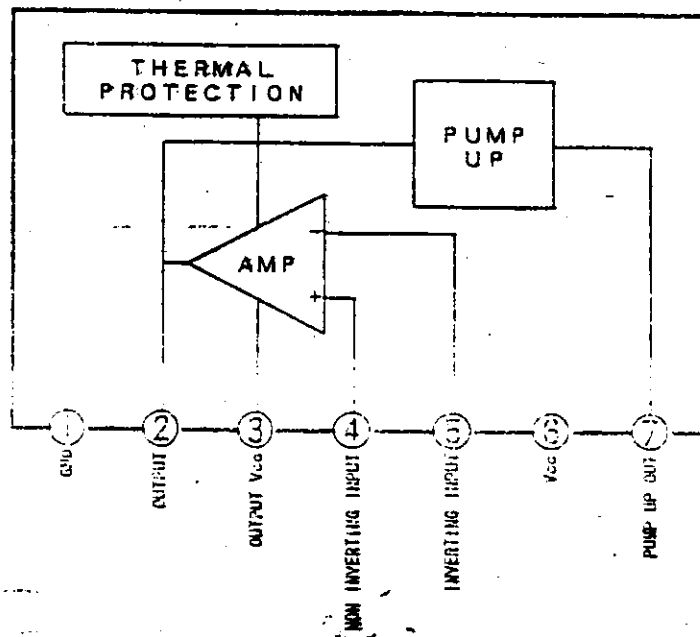 THERMAL
PROTECTION
PUMP
UP
−
AMP
+
1
2
3
4
5
6
7
GND
OUTPUT
OUTPUT Vcc
NON INVERTING INPUT
INVERTING INPUT
Vcc
PUMP UP OUT